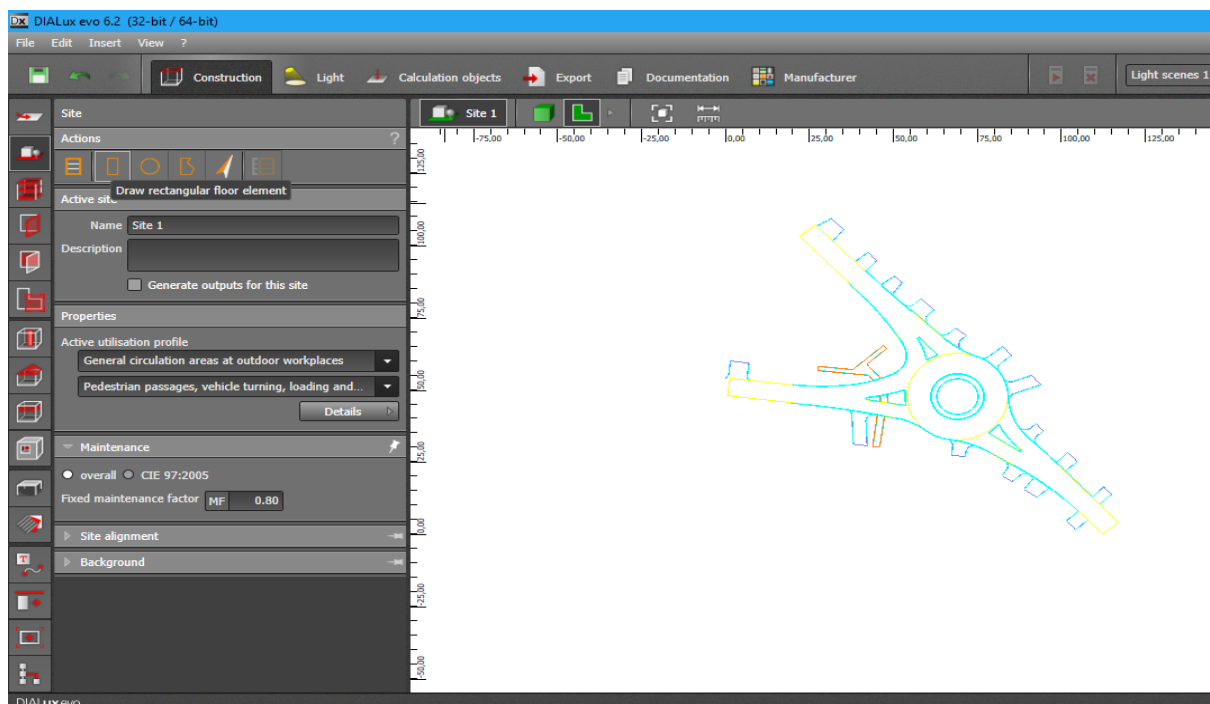 Dx DIALux evo 6.2 (32-bit / 64-bit)
File Edit Insert View ?
Construction Light Calculation objects Export Documentation Manufacturer Light scenes 1
Site Site 1
Actions ?
-75,00 -50,00 -25,00 0,00 25,00 50,00 75,00 100,00 125,00
125,00
Draw rectangular floor element
Active site
Name Site 1
100,00
Description
Generate outputs for this site
75,00
Properties
Active utilisation profile
General circulation areas at outdoor workplaces
Pedestrian passages, vehicle turning, loading and...
50,00
Details
Maintenance
25,00
overall CIE 97:2005
Fixed maintenance factor MF 0.80
0,00
Site alignment
Background
-25,00
T
-50,00
DIALux evo